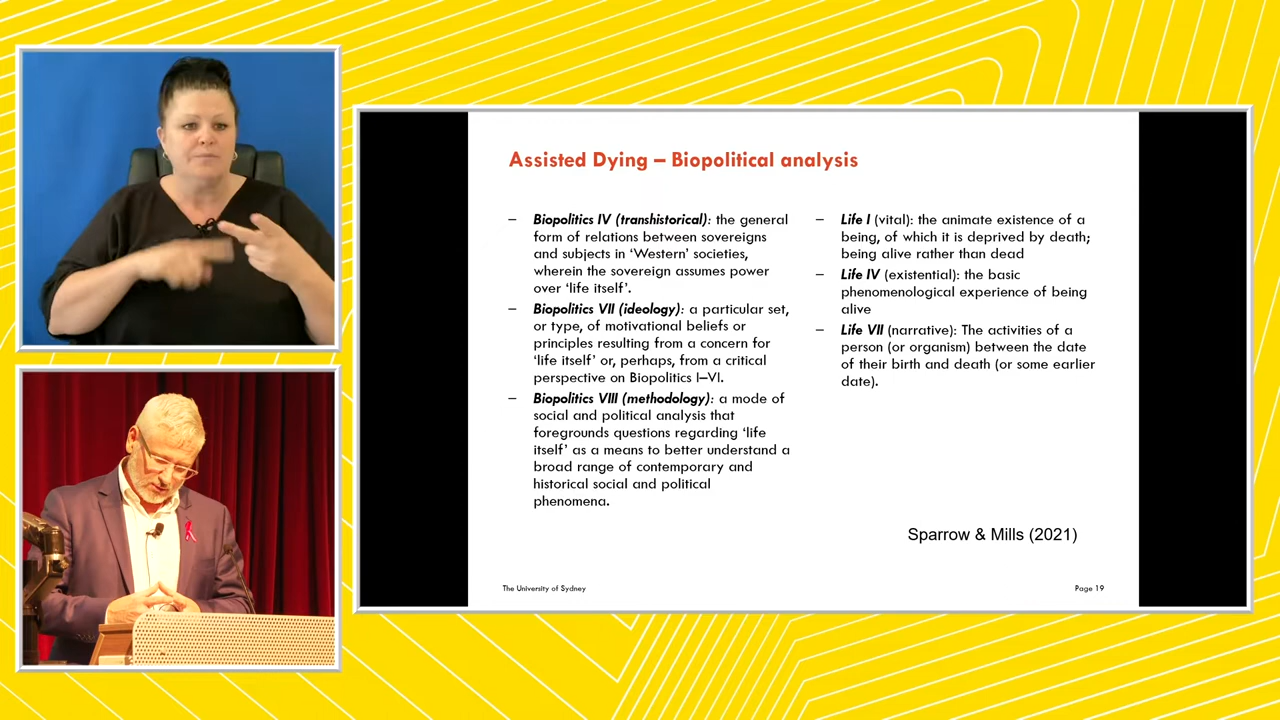 Assisted Dying – Biopolitical analysis
– Biopolitics IV (transhistorical): the general
form of relations between sovereigns
and subjects in ‘Western’ societies,
wherein the sovereign assumes power
over ‘life itself’.
– Biopolitics VII (ideology): a particular set,
or type, of motivational beliefs or
principles resulting from a concern for
‘life itself’ or, perhaps, from a critical
perspective on Biopolitics I–VI.
– Biopolitics VIII (methodology): a mode of
social and political analysis that
foregrounds questions regarding ‘life
itself’ as a means to better understand a
broad range of contemporary and
historical social and political
phenomena.
– Life I (vital): the animate existence of a
being, of which it is deprived by death;
being alive rather than dead
– Life IV (existential): the basic
phenomenological experience of being
alive
– Life VII (narrative): The activities of a
person (or organism) between the date
of their birth and death (or some earlier
date).
Sparrow & Mills (2021)
The University of Sydney
Page 19